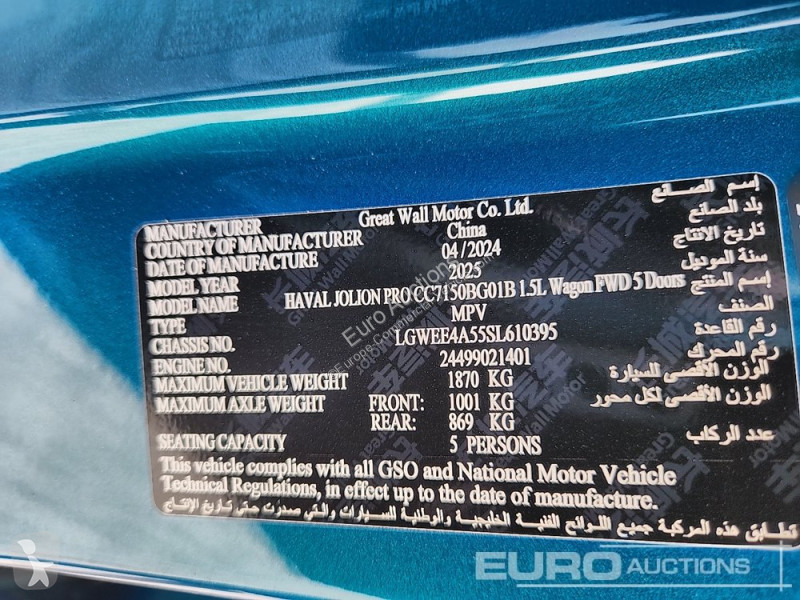 MANUFACTURER Great Wall Motor Co. Ltd. إسم الصانع
COUNTRY OF MANUFACTURER China بلد الصانع
DATE OF MANUFACTURE 04/2024 تاريخ الانتاج
MODEL YEAR 2025 سنة الموديل
MODEL NAME HAVAL JOLION PRO CC7150BG01B 1.5L Wagon FWD 5 Doors إسم المنتج
TYPE MPV الصنف
CHASSIS NO. LGWEE4A55SL610395 رقم القاعدة
ENGINE NO. 24499021401 رقم المحرك
MAXIMUM VEHICLE WEIGHT 1870 KG الوزن الأقصى للسيارة
MAXIMUM AXLE WEIGHT FRONT: 1001 KG الوزن الأقصى لكل محور
REAR: 869 KG
SEATING CAPACITY 5 PERSONS عدد الركاب
This vehicle complies with all GSO and National Motor Vehicle
Technical Regulations, in effect up to the date of manufacture.
تطابق هذه المركبة جميع اللوائح الفنية الخليجية والوطنية للسيارات والتي صدرت حتى تاريخ الإنتاج
Euro Auctions
EURO AUCTIONS